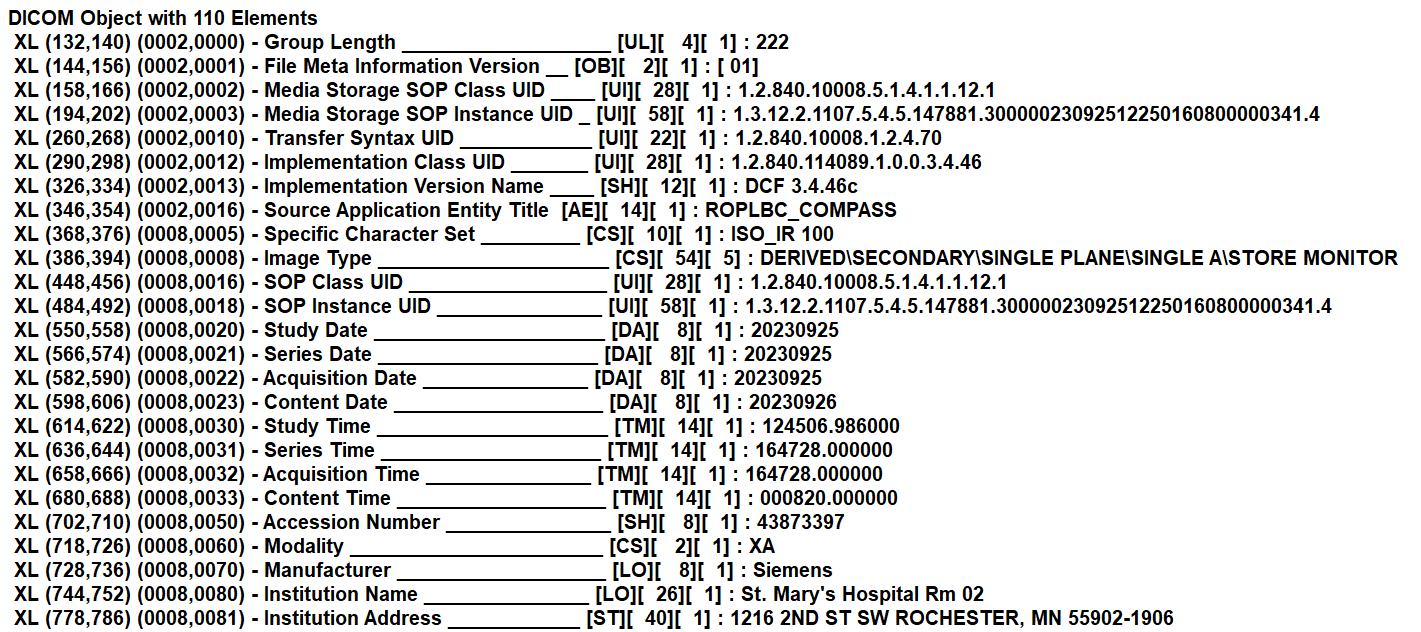 DICOM Object with 110 Elements
XL (132,140) (0002,0000) - Group Length ___________________ [UL][   4][  1] : 222
XL (144,156) (0002,0001) - File Meta Information Version __ [OB][   2][  1] : [ 01]
XL (158,166) (0002,0002) - Media Storage SOP Class UID ____ [UI][  28][  1] : 1.2.840.10008.5.1.4.1.1.12.1
XL (194,202) (0002,0003) - Media Storage SOP Instance UID _ [UI][  58][  1] : 1.3.12.2.1107.5.4.5.147881.30000023092512250160800000341.4
XL (260,268) (0002,0010) - Transfer Syntax UID ____________ [UI][  22][  1] : 1.2.840.10008.1.2.4.70
XL (290,298) (0002,0012) - Implementation Class UID _______ [UI][  28][  1] : 1.2.840.114089.1.0.0.3.4.46
XL (326,334) (0002,0013) - Implementation Version Name ____ [SH][  12][  1] : DCF 3.4.46c
XL (346,354) (0002,0016) - Source Application Entity Title  [AE][  14][  1] : ROPLBC_COMPASS
XL (368,376) (0008,0005) - Specific Character Set _________ [CS][  10][  1] : ISO_IR 100
XL (386,394) (0008,0008) - Image Type _____________________ [CS][  54][  5] : DERIVED\SECONDARY\SINGLE PLANE\SINGLE A\STORE MONITOR
XL (448,456) (0008,0016) - SOP Class UID __________________ [UI][  28][  1] : 1.2.840.10008.5.1.4.1.1.12.1
XL (484,492) (0008,0018) - SOP Instance UID _______________ [UI][  58][  1] : 1.3.12.2.1107.5.4.5.147881.30000023092512250160800000341.4
XL (550,558) (0008,0020) - Study Date _____________________ [DA][   8][  1] : 20230925
XL (566,574) (0008,0021) - Series Date ____________________ [DA][   8][  1] : 20230925
XL (582,590) (0008,0022) - Acquisition Date _______________ [DA][   8][  1] : 20230925
XL (598,606) (0008,0023) - Content Date ___________________ [DA][   8][  1] : 20230926
XL (614,622) (0008,0030) - Study Time _____________________ [TM][  14][  1] : 124506.986000
XL (636,644) (0008,0031) - Series Time ____________________ [TM][  14][  1] : 164728.000000
XL (658,666) (0008,0032) - Acquisition Time _______________ [TM][  14][  1] : 164728.000000
XL (680,688) (0008,0033) - Content Time ___________________ [TM][  14][  1] : 000820.000000
XL (702,710) (0008,0050) - Accession Number _______________ [SH][   8][  1] : 43873397
XL (718,726) (0008,0060) - Modality _______________________ [CS][   2][  1] : XA
XL (728,736) (0008,0070) - Manufacturer ___________________ [LO][   8][  1] : Siemens
XL (744,752) (0008,0080) - Institution Name _______________ [LO][  26][  1] : St. Mary's Hospital Rm 02
XL (778,786) (0008,0081) - Institution Address ____________ [ST][  40][  1] : 1216 2ND ST SW ROCHESTER, MN 55902-1906